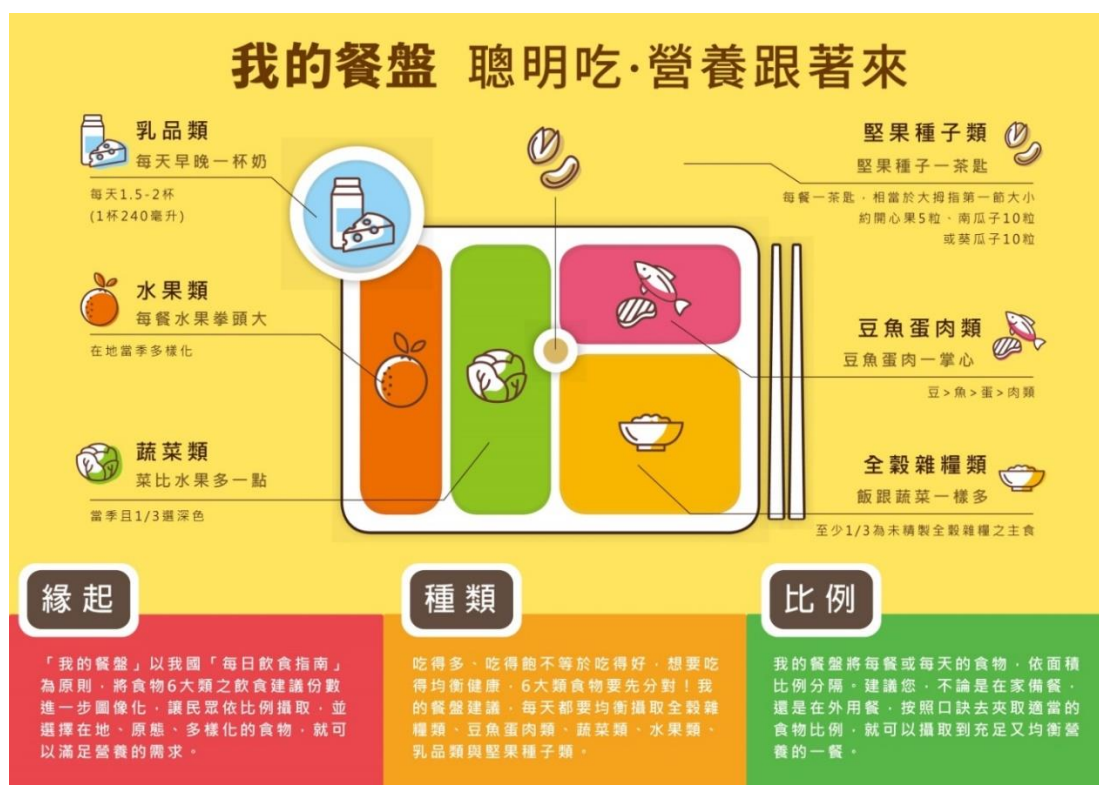 我的餐盤 聰明吃·營養跟著來
乳品類
每天早晚一杯奶
每天1.5-2杯
(1杯240毫升)
水果類
每餐水果拳頭大
在地當季多樣化
蔬菜類
菜比水果多一點
當季且1/3選深色
堅果種子類
堅果種子一茶匙
每餐一茶匙，相當於大拇指第一節大小
約開心果5粒、南瓜子10粒
或葵瓜子10粒
豆魚蛋肉類
豆魚蛋肉一掌心
豆>魚>蛋>肉類
全穀雜糧類
飯跟蔬菜一樣多
至少1/3為未精製全穀雜糧之主食
緣起
「我的餐盤」以我國「每日飲食指南」
為原則，將食物6大類之飲食建議份數
進一步圖像化，讓民眾依比例攝取，並
選擇在地、原態、多樣化的食物，就可
以滿足營養的需求。
種類
吃得多、吃得飽不等於吃得好，想要吃
得均衡健康，6大類食物要先分對！我
的餐盤建議，每天都要均衡攝取全穀雜
糧類、豆魚蛋肉類、蔬菜類、水果類、
乳品類與堅果種子類。
比例
我的餐盤將每餐或每天的食物，依面積
比例分隔。建議您，不論是在家備餐，
還是在外用餐，按照口訣去夾取適當的
食物比例，就可以攝取到充足又均衡營
養的一餐。